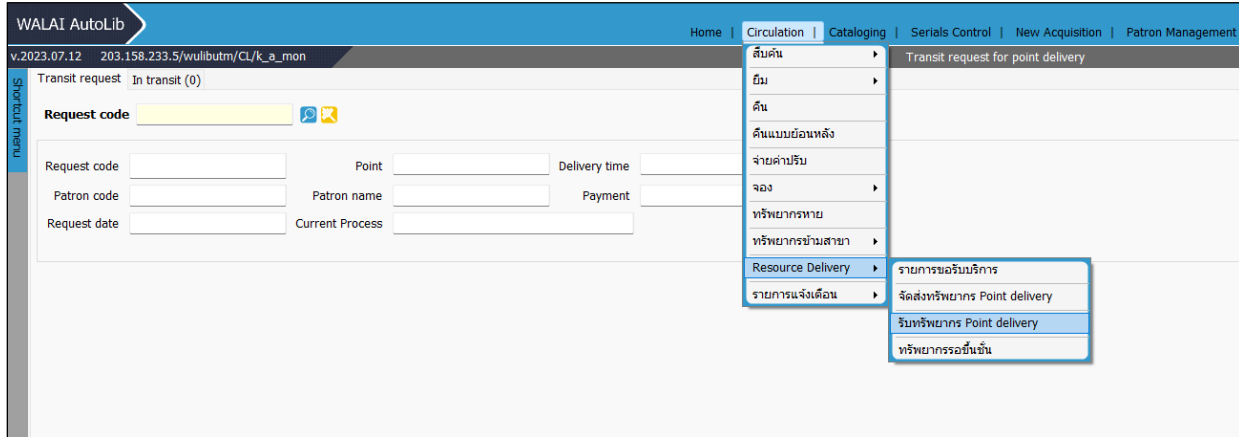 WALAI AutoLib
Home | Circulation | Cataloging | Serials Control | New Acquisition | Patron Management
v.2023.07.12 203.158.233.5/wulibutm/CL/k_a_mon
Transit request for point delivery
Shortcut menu
Transit request In transit (0)
Request code
Request code Point Delivery time
Patron code Patron name Payment
Request date Current Process
สืบค้น
ยืม
คืน
คืนแบบย้อนหลัง
จ่ายค่าปรับ
จอง
ทรัพยากรหาย
ทรัพยากรข้ามสาขา
Resource Delivery
รายการแจ้งเตือน
รายการขอรับบริการ
จัดส่งทรัพยากร Point delivery
รับทรัพยากร Point delivery
ทรัพยากรรอขึ้นชั้น